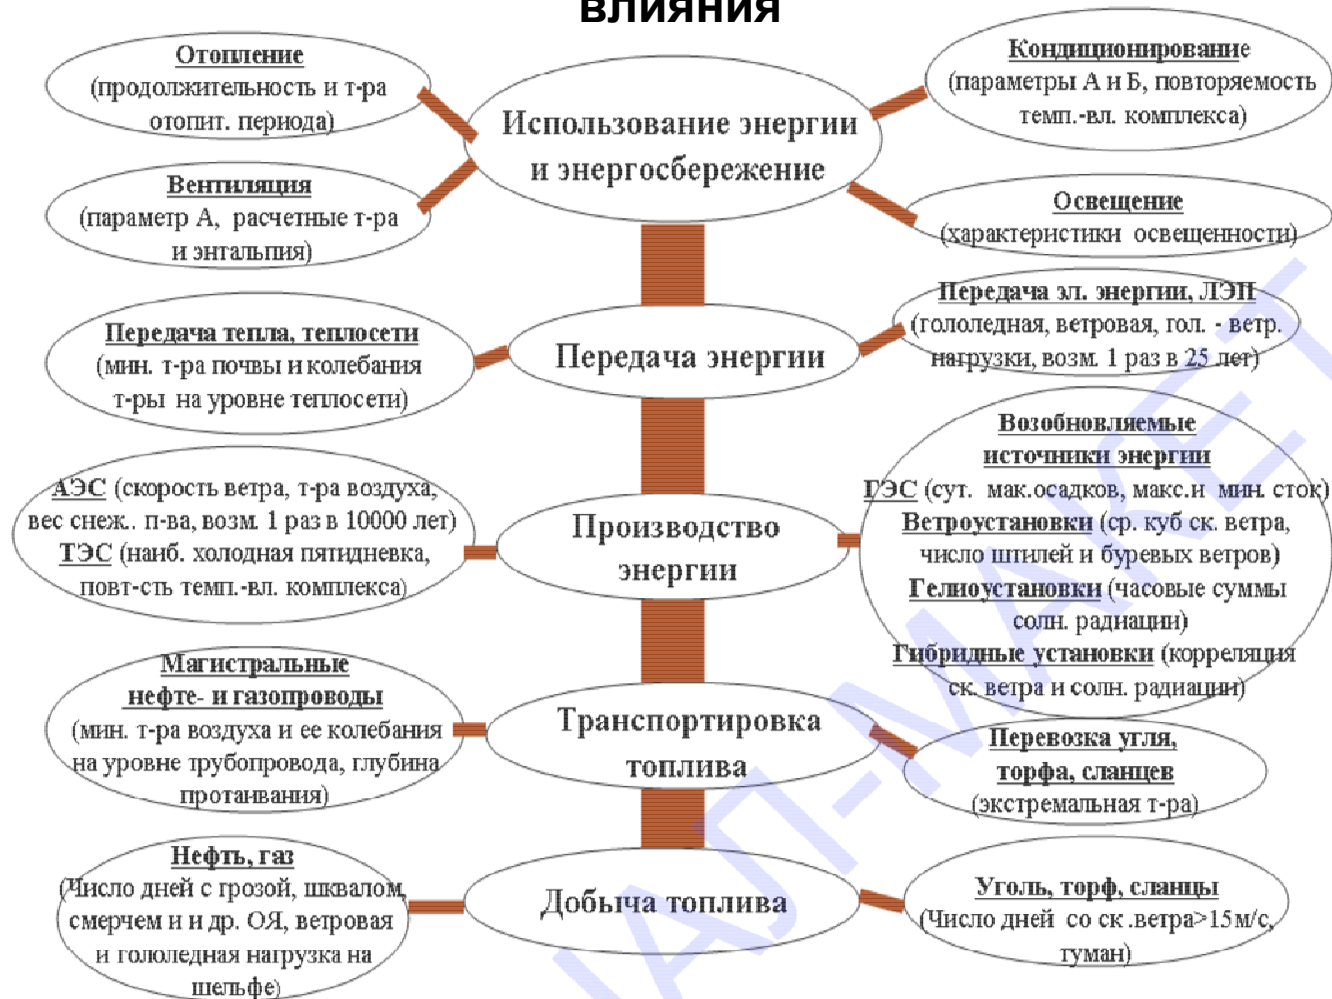 влияния
Отопление
(продолжительность и т-ра
отопит. периода)
Вентиляция
(параметр А, расчетные т-ра
и энтальпия)
Использование энергии
и энергосбережение
Кондиционирование
(параметры А и Б, повторяемость
темп.-вл. комплекса)
Освещение
(характеристики освещенности)
Передача тепла, теплосети
(мин. т-ра почвы и колебания
т-ры на уровне теплосети)
Передача энергии
Передача эл. энергии, ЛЭП
(гололедная, ветровая, гол. - ветр.
нагрузки, возм. 1 раз в 25 лет)
АЭС (скорость ветра, т-ра воздуха,
вес снеж.. п-ва, возм. 1 раз в 10000 лет)
ТЭС (наиб. холодная пятидневка,
повт-сть темп.-вл. комплекса)
Производство
энергии
Возобновляемые
источники энергии
ГЭС (сут. мак.осадков, макс.и мин. сток)
Ветроустановки (ср. куб ск. ветра,
число штилей и буревых ветров)
Гелиоустановки (часовые суммы
солн. радиации)
Гибридные установки (корреляция
ск. ветра и солн. радиации)
Магистральные
нефте- и газопроводы
(мин. т-ра воздуха и ее колебания
на уровне трубопровода, глубина
протаивания)
Транспортировка
топлива
Перевозка угля,
торфа, сланцев
(экстремальная т-ра)
Нефть, газ
(Число дней с грозой, шквалом,
смерчем и и др. ОЯ, ветровая
и гололедная нагрузка на
шельфе)
Добыча топлива
Уголь, торф, сланцы
(Число дней со ск .ветра>15м/с,
туман)
АЛ-МАКЕТ